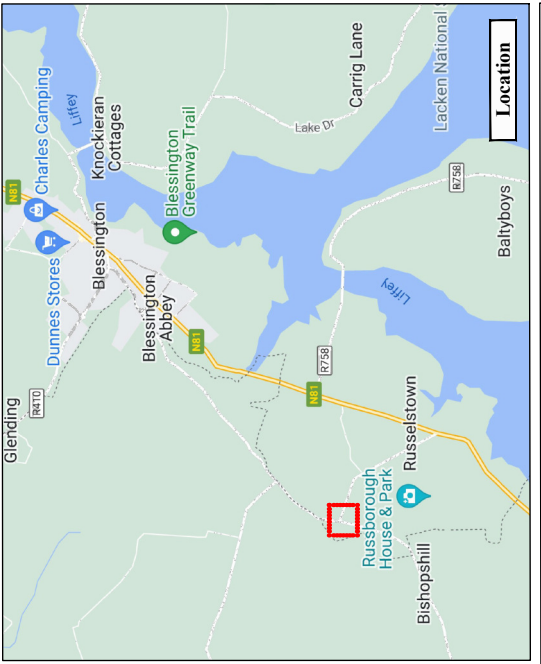 Location
Lacken National S
Carrig Lane
Lake Dr
Baltyboys
R758
Liffey
Charles Camping
Liffey
Knockieran
Cottages
Blessington
Greenway Trail
N81
Dunnes Stores
Blessington
Blessington
Abbey
N81
R758
Liffey
N81
Russelstown
Glending
R410
Russborough
House & Park
Bishopshill